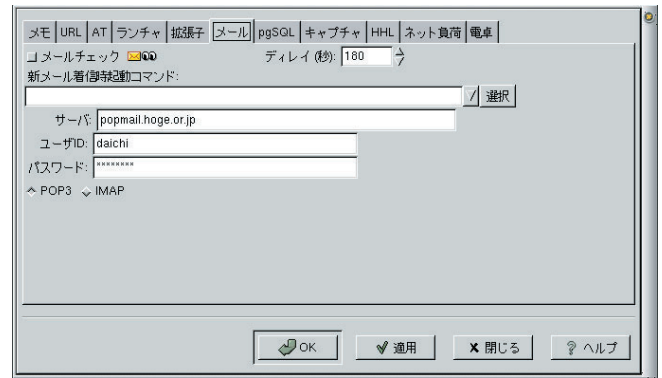 メモ URL AT ランチャ 拡張子 メール pgSQL キャプチャ HHL ネット負荷 電卓
メールチェック ディレイ (秒): 180
新メール着信時起動コマンド:
/ 選択
サーバ: popmail.hoge.or.jp
ユーザID: daichi
パスワード: ********
POP3 IMAP
OK 適用 閉じる ヘルプ